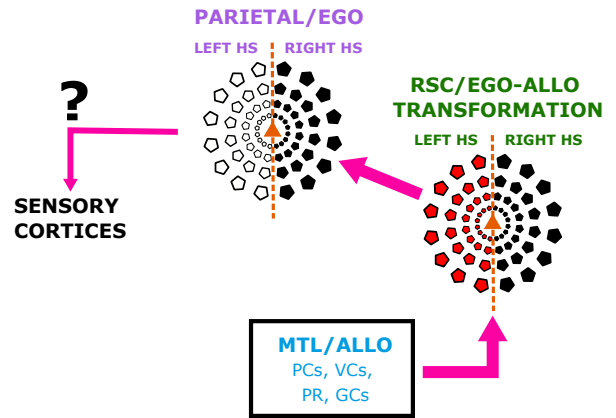 PARIETAL/EGO
LEFT HS RIGHT HS
?
RSC/EGO-ALLO
TRANSFORMATION
LEFT HS RIGHT HS
SENSORY
CORTICES
MTL/ALLO
PCs, VCs,
PR, GCs